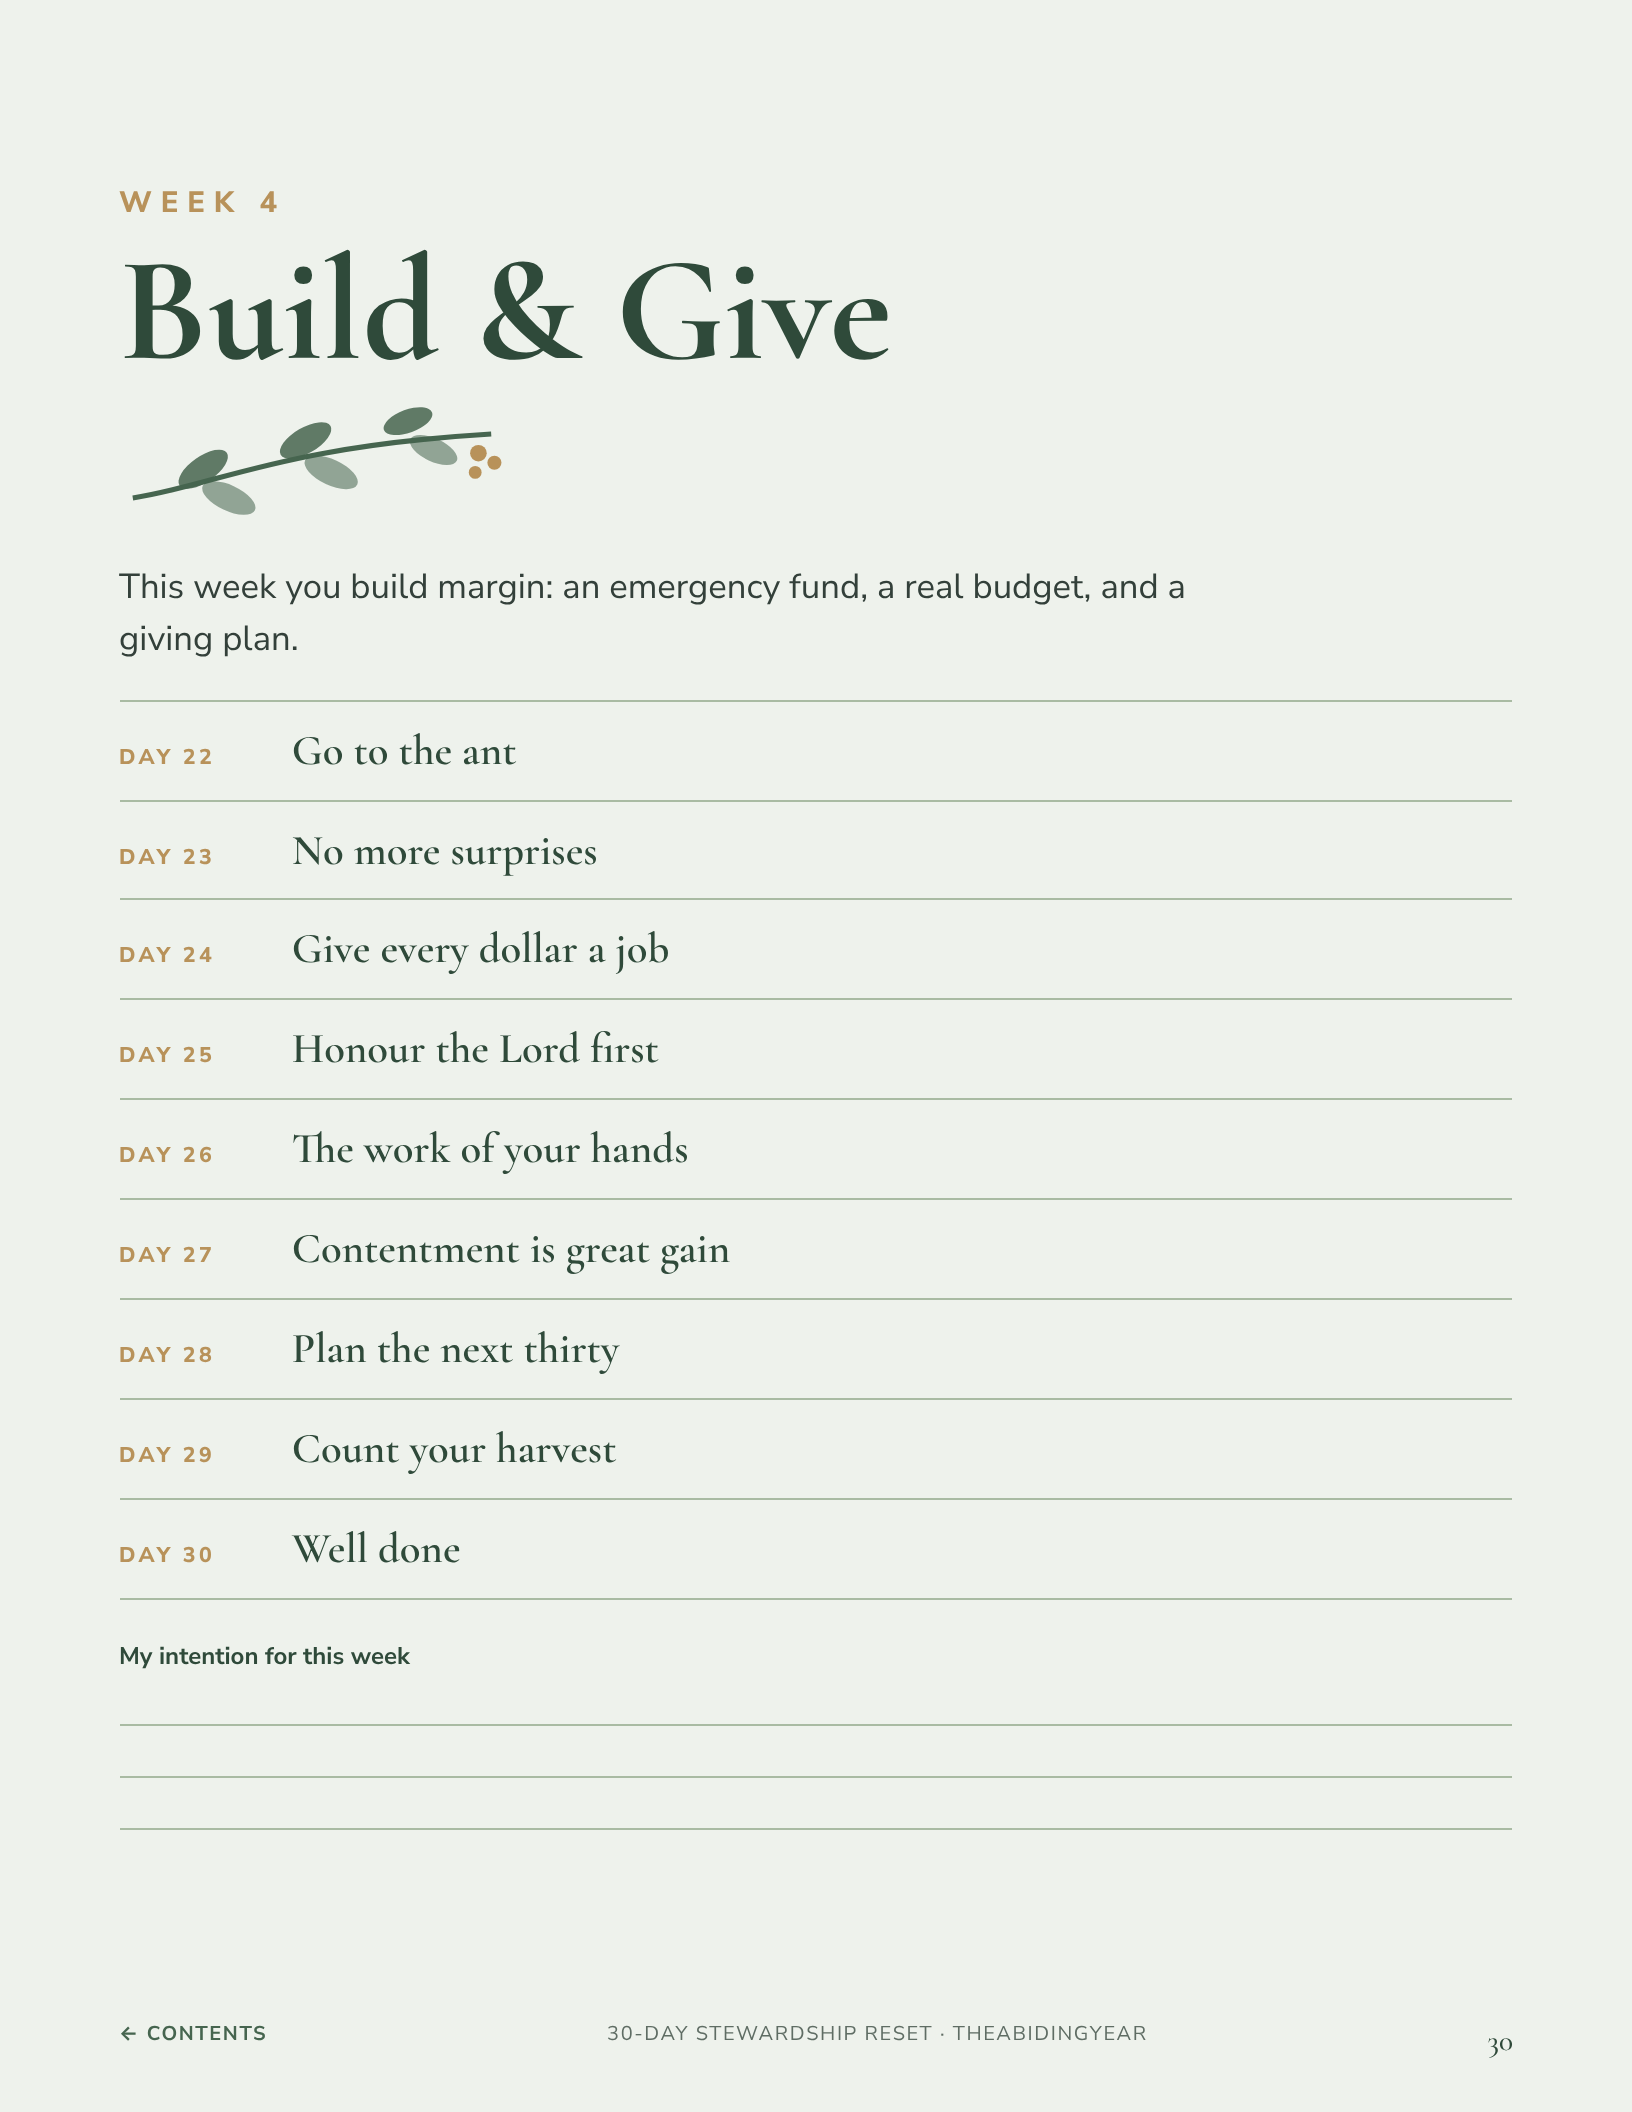 WEEK 4
Build & Give
This week you build margin: an emergency fund, a real budget, and a
giving plan.
DAY 22 Go to the ant
DAY 23 No more surprises
DAY 24 Give every dollar a job
DAY 25 Honour the Lord first
DAY 26 The work of your hands
DAY 27 Contentment is great gain
DAY 28 Plan the next thirty
DAY 29 Count your harvest
DAY 30 Well done
My intention for this week
← CONTENTS 30-DAY STEWARDSHIP RESET · THEABIDINGYEAR 30